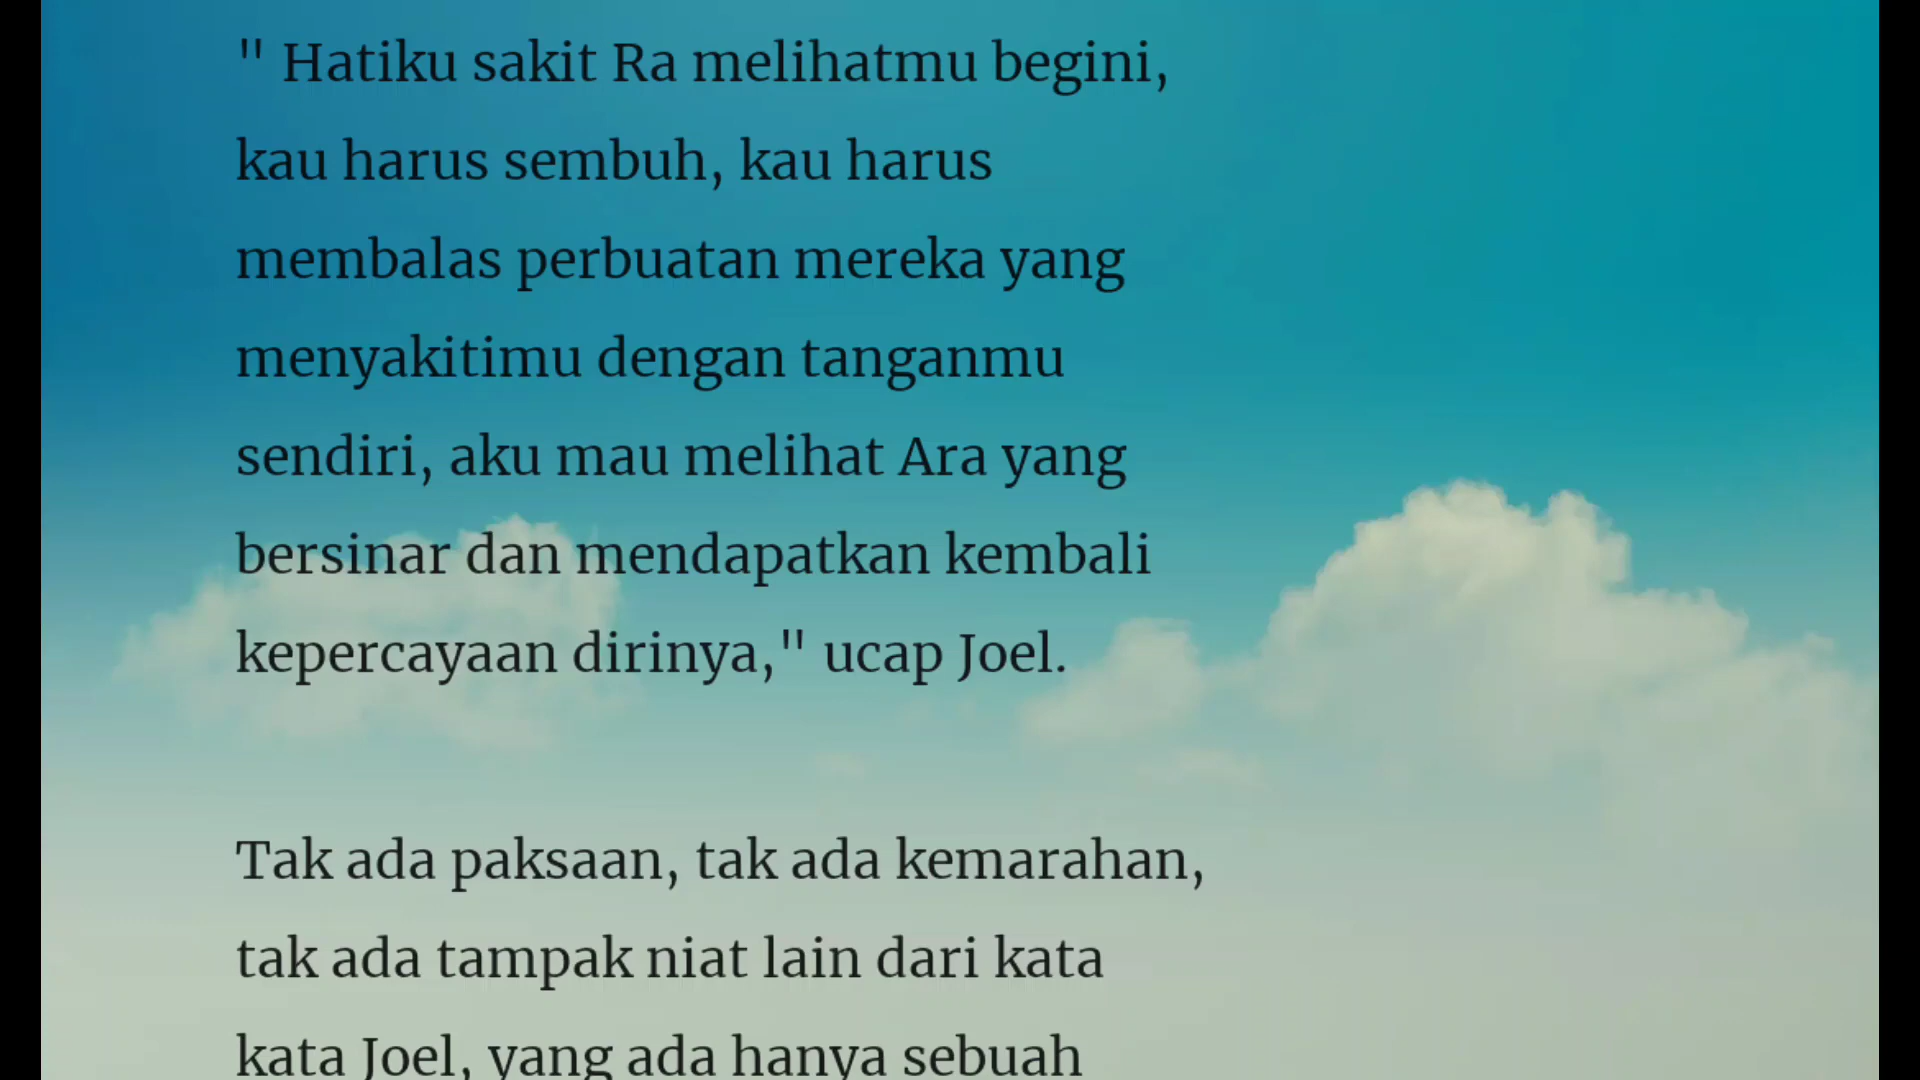 " Hatiku sakit Ra melihatmu begini,
kau harus sembuh, kau harus
membalas perbuatan mereka yang
menyakitimu dengan tanganmu
sendiri, aku mau melihat Ara yang
bersinar dan mendapatkan kembali
kepercayaan dirinya," ucap Joel.
Tak ada paksaan, tak ada kemarahan,
tak ada tampak niat lain dari kata
kata Joel, yang ada hanya sebuah